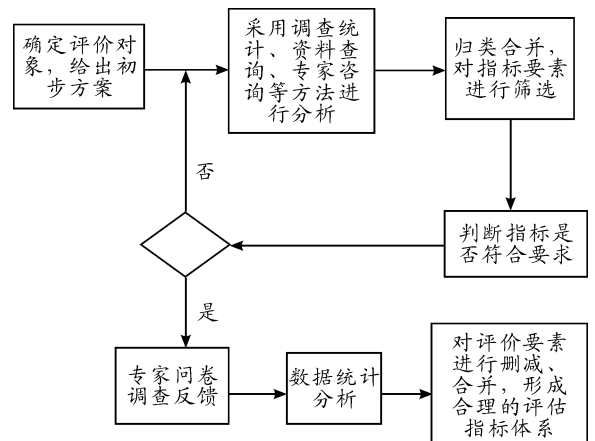 确定评价对
象，给出初
步方案
采用调查统
计、资料查
询、专家咨
询等方法进
行分析
归类合并，
对指标要素
进行筛选
否
判断指标是
否符合要求
是
专家问卷
调查反馈
数据统计
分析
对评价要素
进行删减、
合并，形成
合理的评估
指标体系